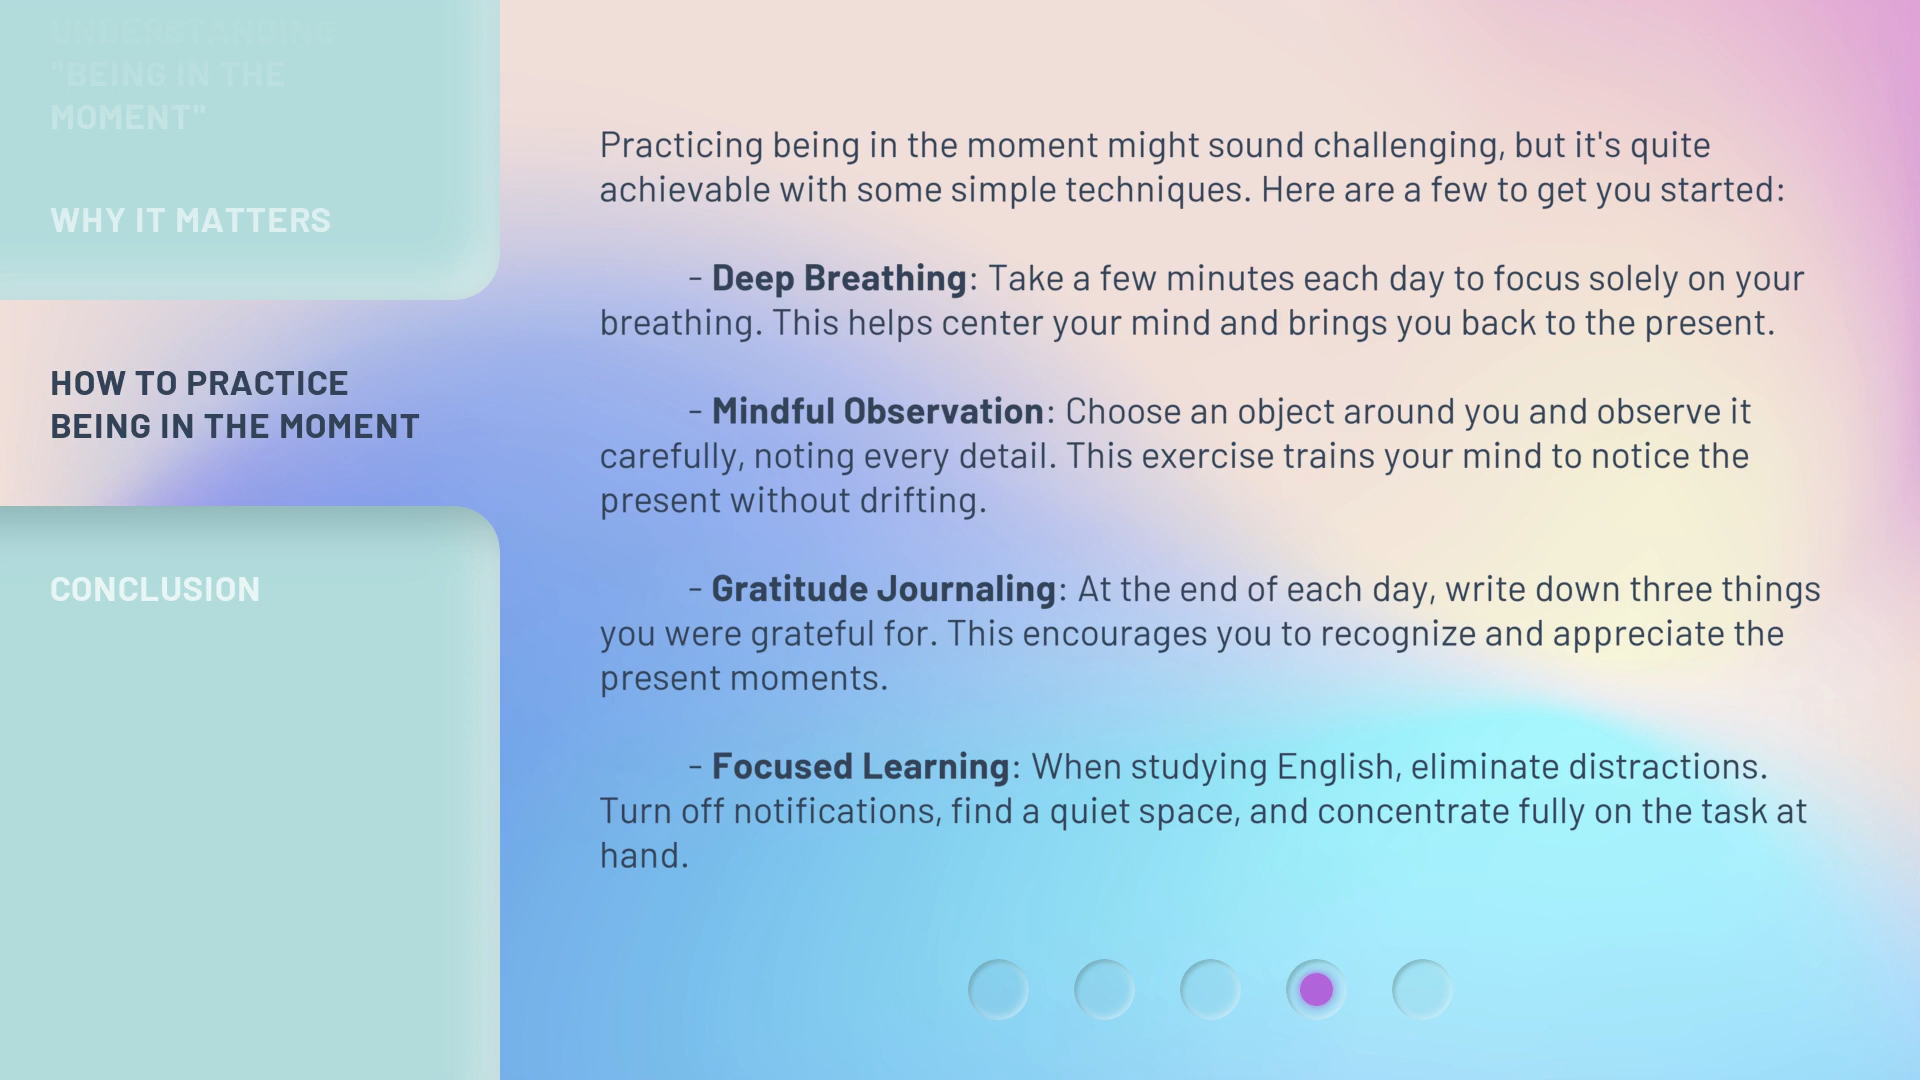 UNDERSTANDING
"BEING IN THE
MOMENT"
WHY IT MATTERS
HOW TO PRACTICE
BEING IN THE MOMENT
CONCLUSION
Practicing being in the moment might sound challenging, but it's quite
achievable with some simple techniques. Here are a few to get you started:
- Deep Breathing: Take a few minutes each day to focus solely on your
breathing. This helps center your mind and brings you back to the present.
- Mindful Observation: Choose an object around you and observe it
carefully, noting every detail. This exercise trains your mind to notice the
present without drifting.
- Gratitude Journaling: At the end of each day, write down three things
you were grateful for. This encourages you to recognize and appreciate the
present moments.
- Focused Learning: When studying English, eliminate distractions.
Turn off notifications, find a quiet space, and concentrate fully on the task at
hand.